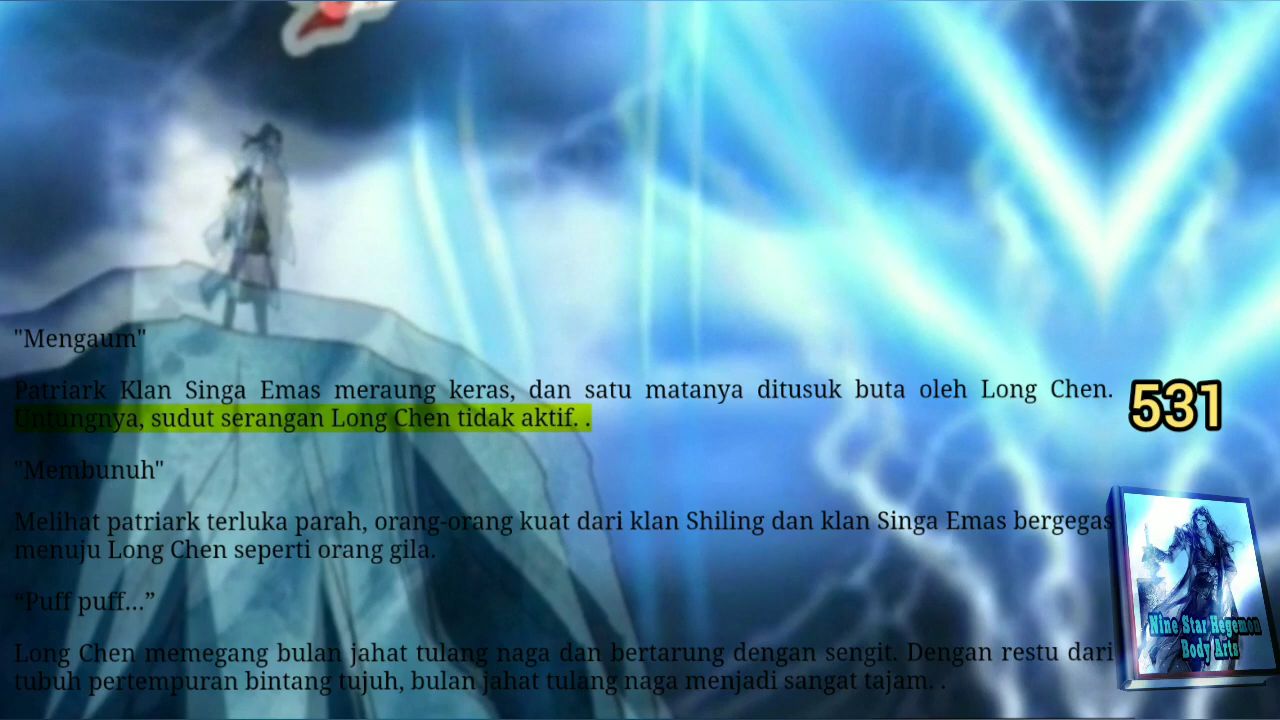 "Mengaum"
Patriark Klan Singa Emas meraung keras, dan satu matanya ditusuk buta oleh Long Chen.
Untungnya, sudut serangan Long Chen tidak aktif. .
"Membunuh"
Melihat patriark terluka parah, orang-orang kuat dari klan Shiling dan klan Singa Emas bergegas
menuju Long Chen seperti orang gila.
“Puff puff...”
Long Chen memegang bulan jahat tulang naga dan bertarung dengan sengit. Dengan restu dari
tubuh pertempuran bintang tujuh, bulan jahat tulang naga menjadi sangat tajam. .
531
Nine Star Hegemon
Body Arts